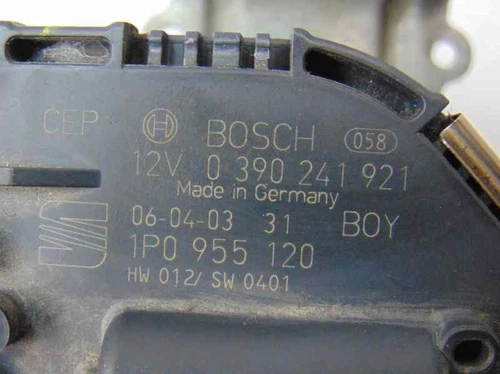 CEP BOSCH 058
12V 0 390 241 921
Made in Germany
06-04-03 31 BOY
1P0 955 120
HW 012/ SW 0401